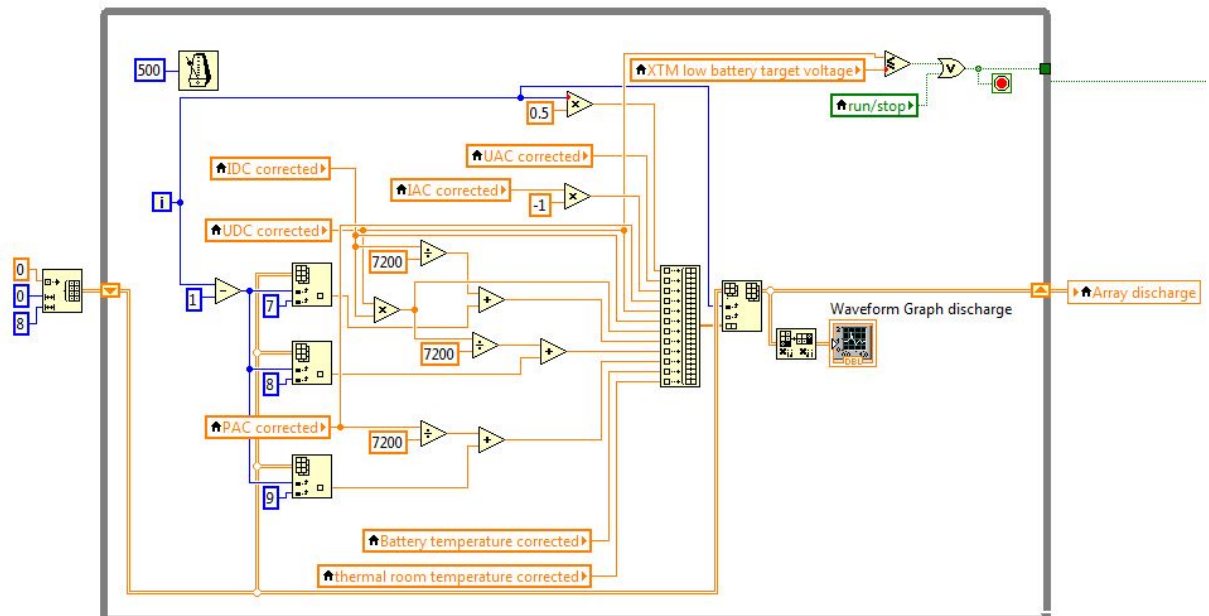 500
XTM low battery target voltage
V
run/stop
0.5
×
UAC corrected
IDC corrected
IAC corrected
-1
×
i
UDC corrected
÷
7200
0
0
8
1
-
7
×
+
Waveform Graph discharge
Array discharge
÷
7200
+
DBL
8
PAC corrected
÷
7200
+
9
Battery temperature corrected
thermal room temperature corrected